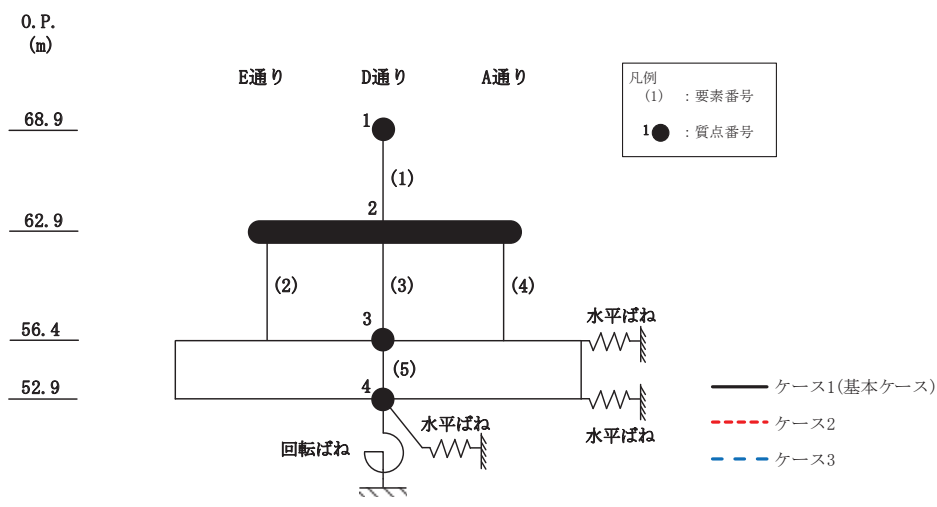 O.P.
(m)
E通り D通り A通り
凡例
(1) : 要素番号
1 : 質点番号
68.9
1
(1)
2
62.9
(2) (3) (4)
水平ばね
56.4
3
(5)
52.9
4
水平ばね
水平ばね
回転ばね
ケース1(基本ケース)
ケース2
ケース3